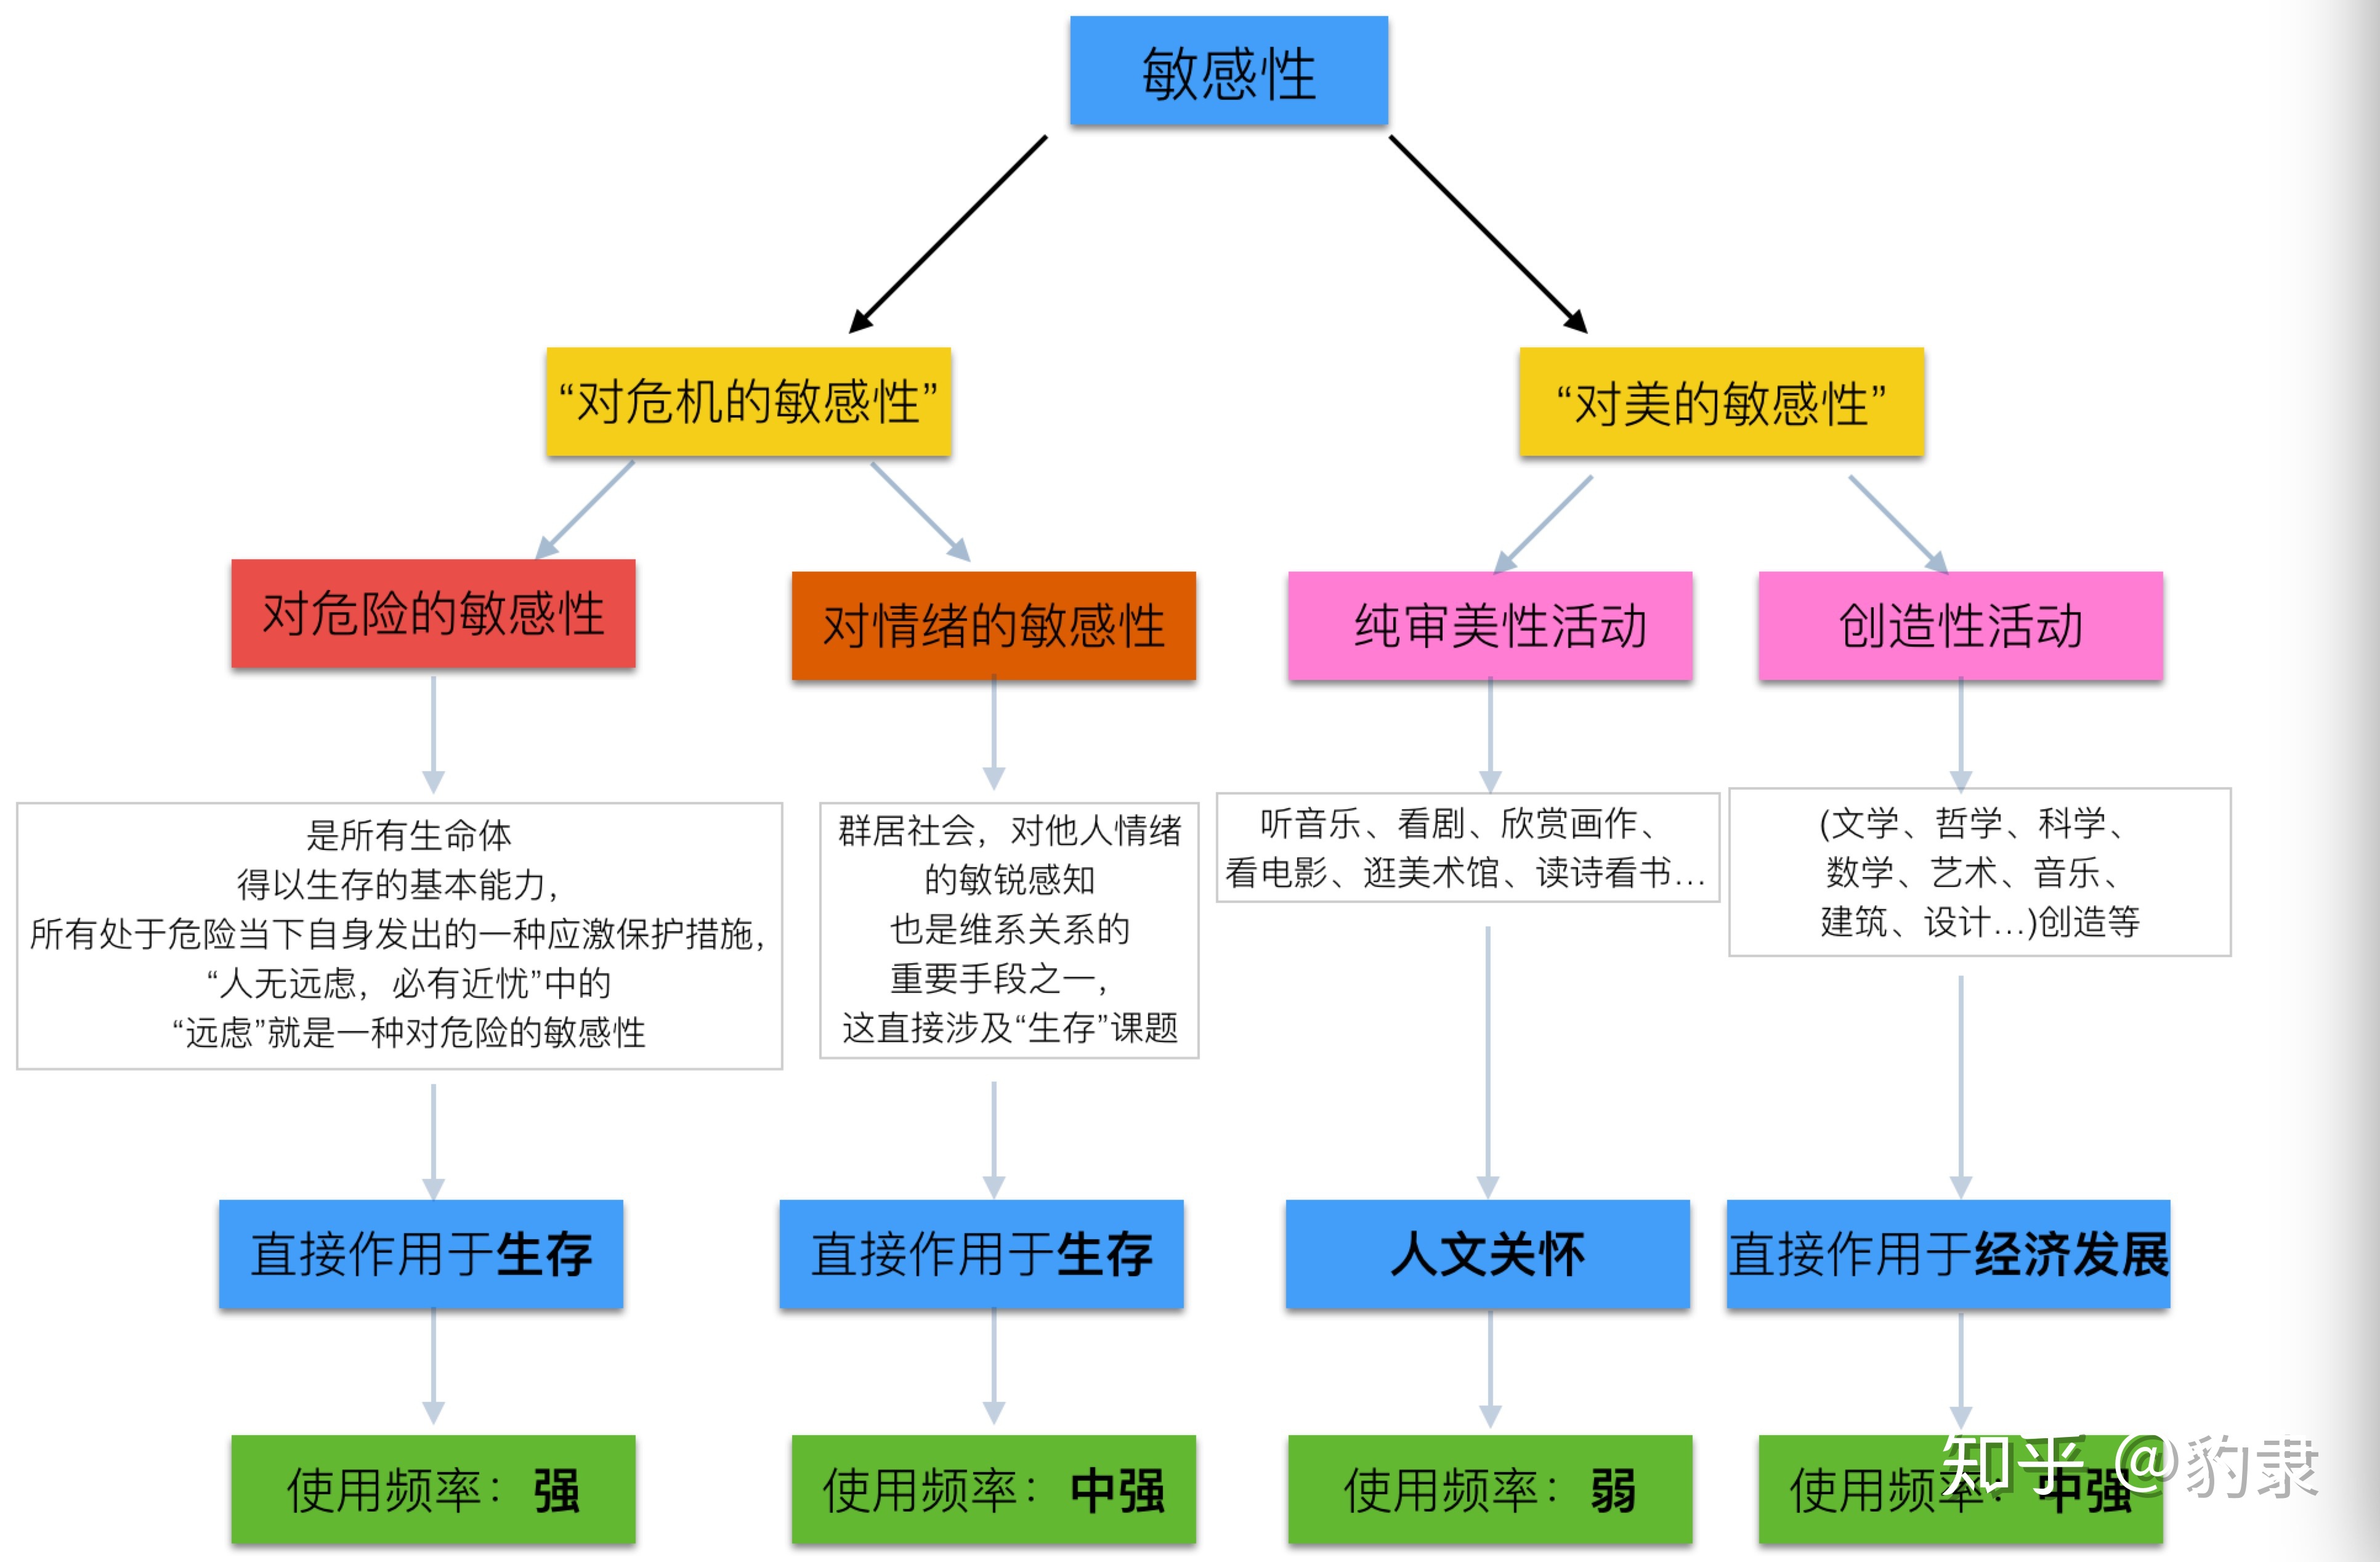 敏感性
“对危机的敏感性”
“对美的敏感性”
对危险的敏感性
对情绪的敏感性
纯审美性活动
创造性活动
是所有生命体
得以生存的基本能力，
所有处于危险当下自身发出的一种应激保护措施，
“人无远虑，必有近忧”中的
“远虑”就是一种对危险的敏感性
群居社会，对他人情绪
的敏锐感知
也是维系关系的
重要手段之一，
这直接涉及“生存”课题
听音乐、看剧、欣赏画作、
看电影、逛美术馆、读诗看书...
(文学、哲学、科学、
数学、艺术、音乐、
建筑、设计...)创造等
直接作用于生存
直接作用于生存
人文关怀
直接作用于经济发展
使用频率：强
使用频率：中强
使用频率：弱
使用频率：中强
知乎 @豹隶